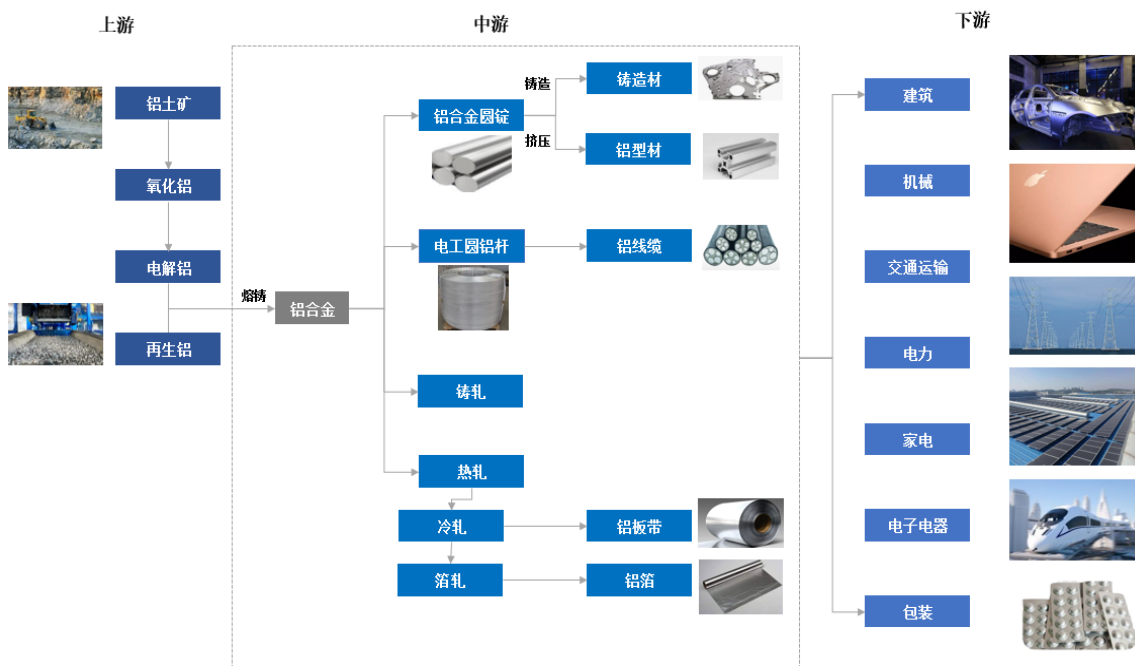 上游
中游
下游
铝土矿
氧化铝
电解铝
再生铝
熔铸
铝合金
铝合金圆锭
铸造
挤压
铸造材
铝型材
电工圆铝杆
铝线缆
铸轧
热轧
冷轧
铝板带
箔轧
铝箔
建筑
机械
交通运输
电力
家电
电子电器
包装